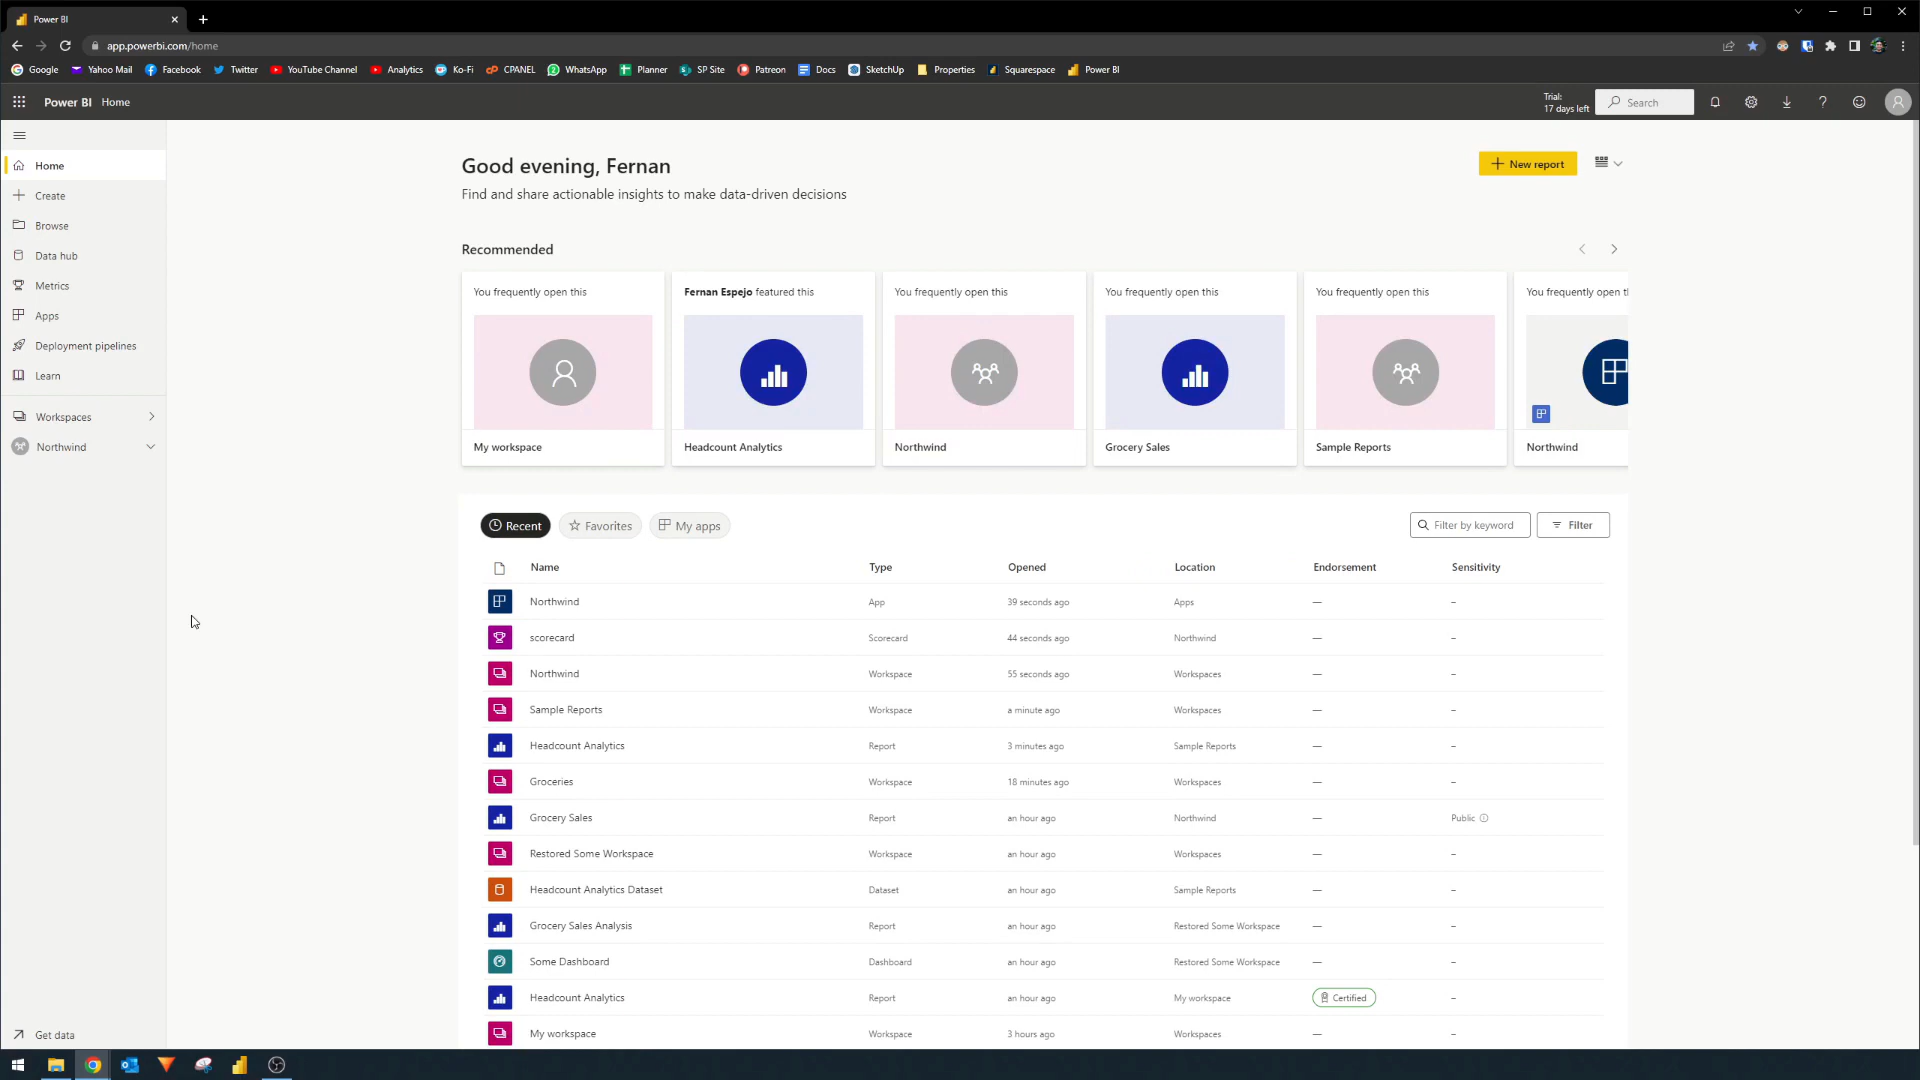 Power BI
app.powerbi.com/home
Google Yahoo Mail Facebook Twitter YouTube Channel Analytics Ko-Fi CPANEL WhatsApp Planner SP Site Patreon Docs SketchUp Properties Squarespace Power BI
Power BI Home
Trial:
17 days left
Search
Home
Create
Browse
Data hub
Metrics
Apps
Deployment pipelines
Learn
Workspaces
Northwind
Get data
Good evening, Fernan
New report
Find and share actionable insights to make data-driven decisions
Recommended
You frequently open this
My workspace
Fernan Espejo featured this
Headcount Analytics
You frequently open this
Northwind
You frequently open this
Grocery Sales
You frequently open this
Sample Reports
You frequently open t
Northwind
Recent Favorites My apps
Filter by keyword Filter
Name Type Opened Location Endorsement Sensitivity
Northwind App 39 seconds ago Apps — –
scorecard Scorecard 44 seconds ago Northwind — –
Northwind Workspace 55 seconds ago Workspaces — –
Sample Reports Workspace a minute ago Workspaces — –
Headcount Analytics Report 3 minutes ago Sample Reports — –
Groceries Workspace 18 minutes ago Workspaces — –
Grocery Sales Report an hour ago Northwind — Public
Restored Some Workspace Workspace an hour ago Workspaces — –
Headcount Analytics Dataset Dataset an hour ago Sample Reports — –
Grocery Sales Analysis Report an hour ago Restored Some Workspace — –
Some Dashboard Dashboard an hour ago Restored Some Workspace — –
Headcount Analytics Report an hour ago My workspace Certified –
My workspace Workspace 3 hours ago Workspaces — –